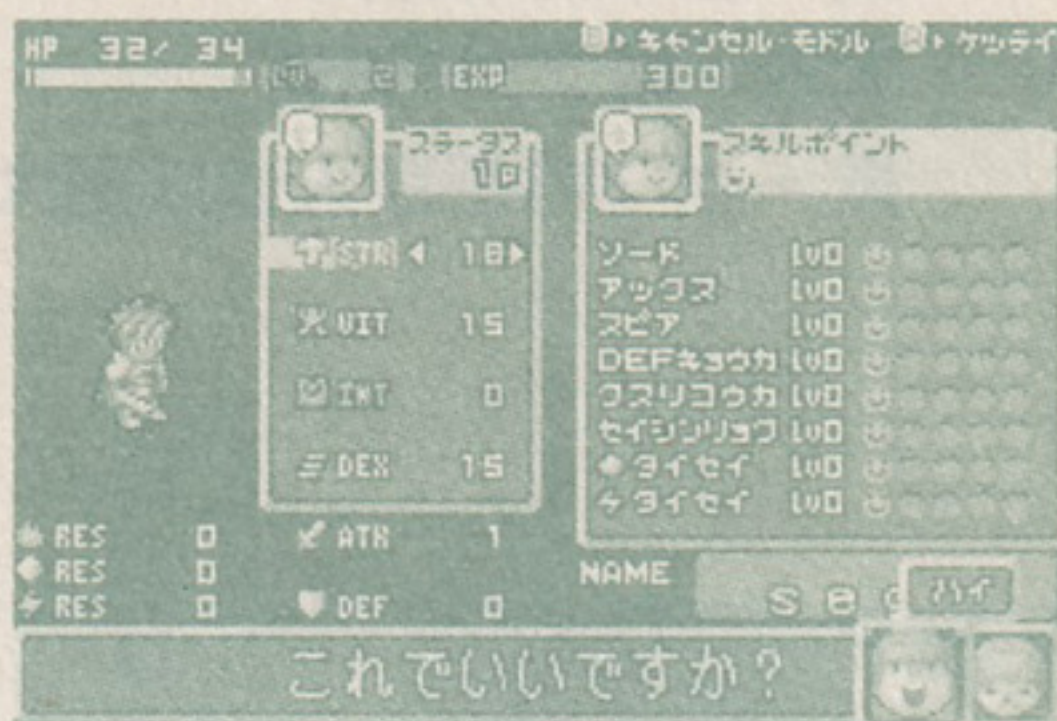 HP 32/ 34
B▸キャンセル・モドル
▸ケッテイ
LV 2 EXP 300
ステータス
1P
スキルポイント
STR ◀ 18▶
VIT 15
INT 0
DEX 15
ソード Lv0
アックス Lv0
スピア Lv0
DEFキョウカ Lv0
クスリコウカ Lv0
セイシンリョク Lv0
タイセイ Lv0
タイセイ Lv0
RES 0
RES 0
RES 0
ATK 1
DEF 0
NAME
ハイ
これでいいですか?